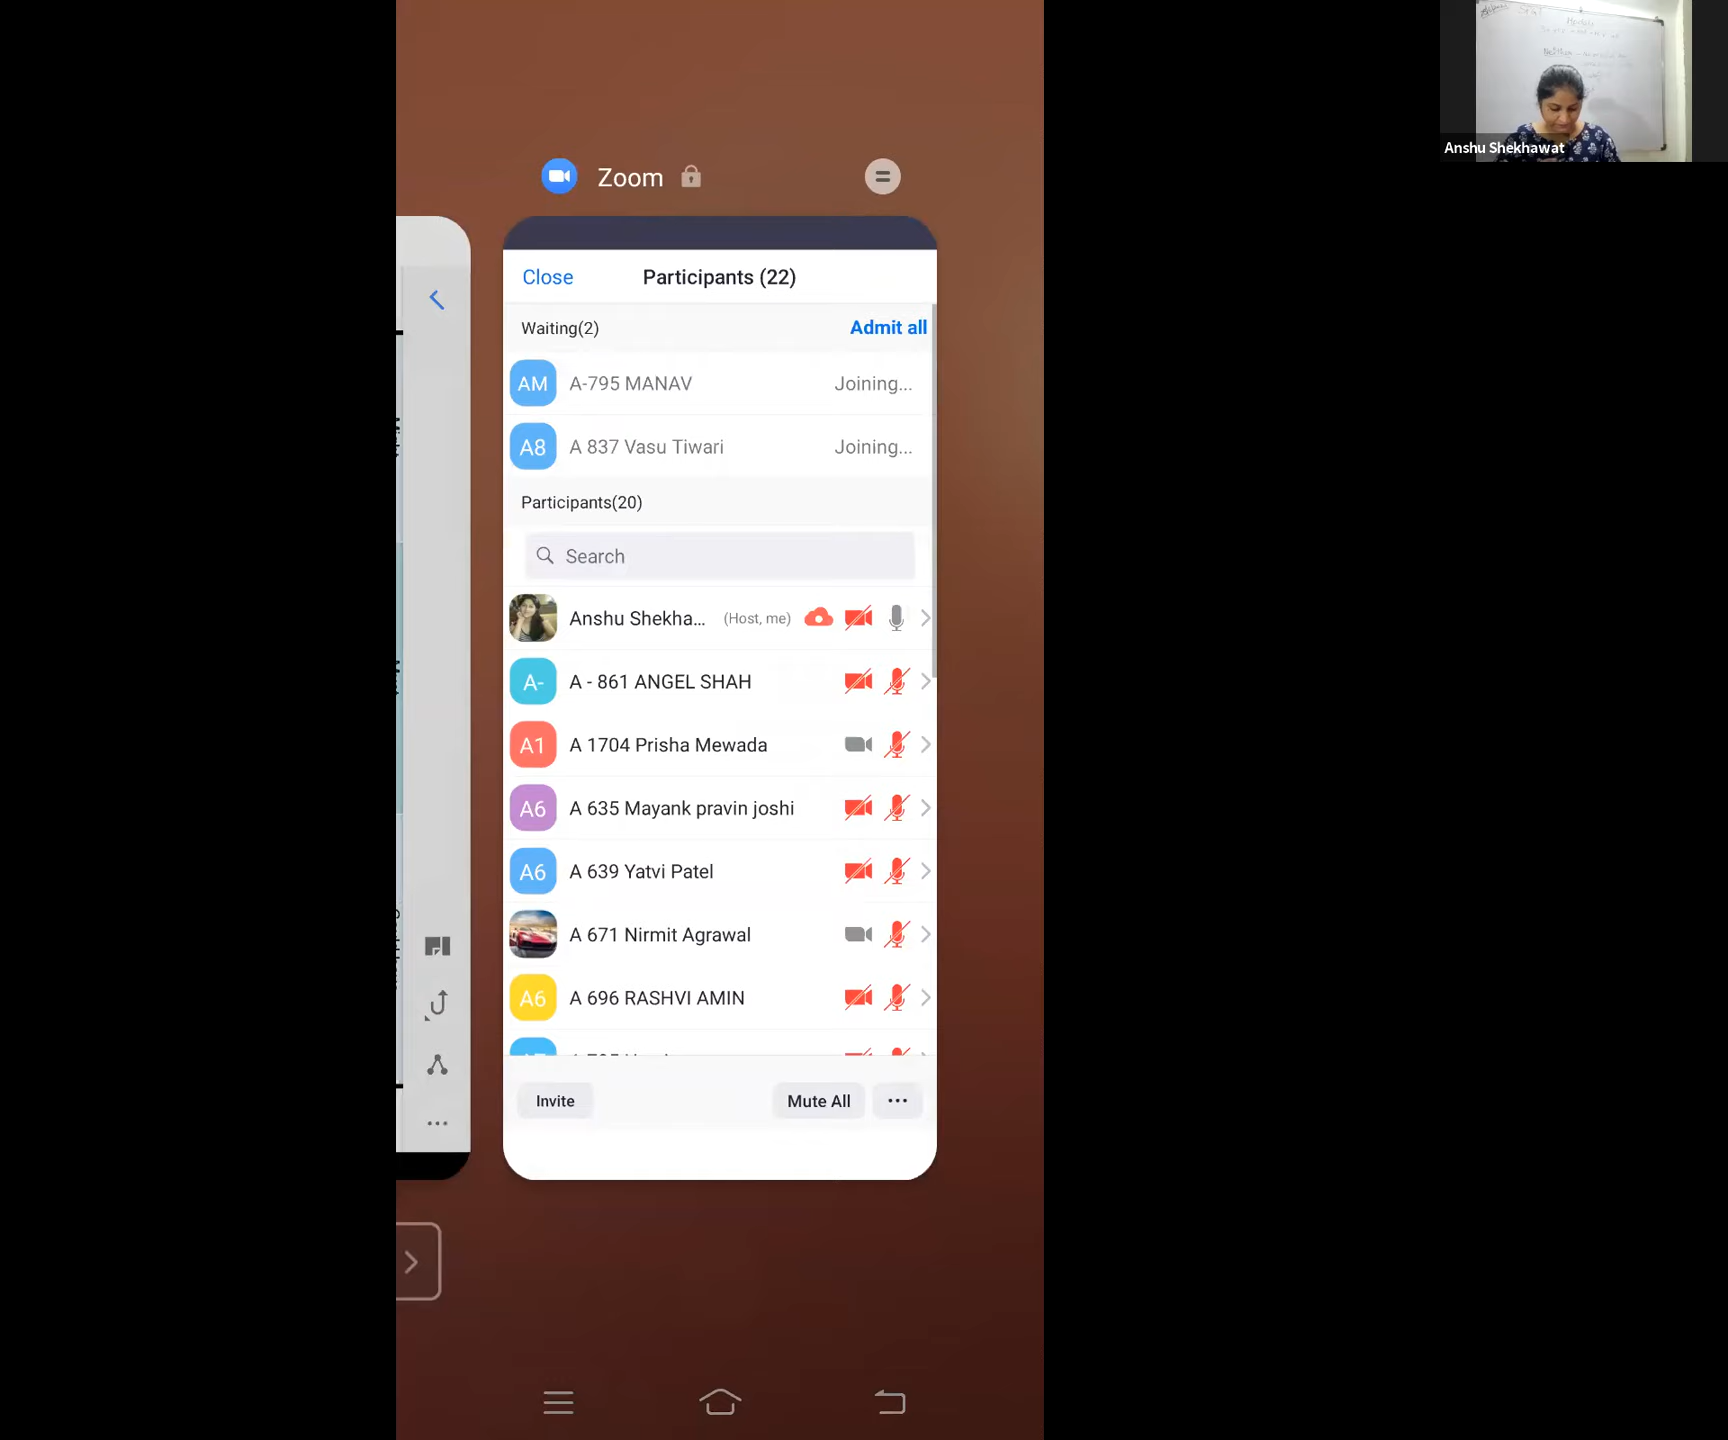 Zoom
Close
Participants (22)
Waiting(2)
Admit all
AM
A-795 MANAV
Joining...
A8
A 837 Vasu Tiwari
Joining...
Participants(20)
Search
Anshu Shekha...
(Host, me)
A-
A - 861 ANGEL SHAH
A1
A 1704 Prisha Mewada
A6
A 635 Mayank pravin joshi
A6
A 639 Yatvi Patel
A 671 Nirmit Agrawal
A6
A 696 RASHVI AMIN
Invite
Mute All
Anshu Shekhawat